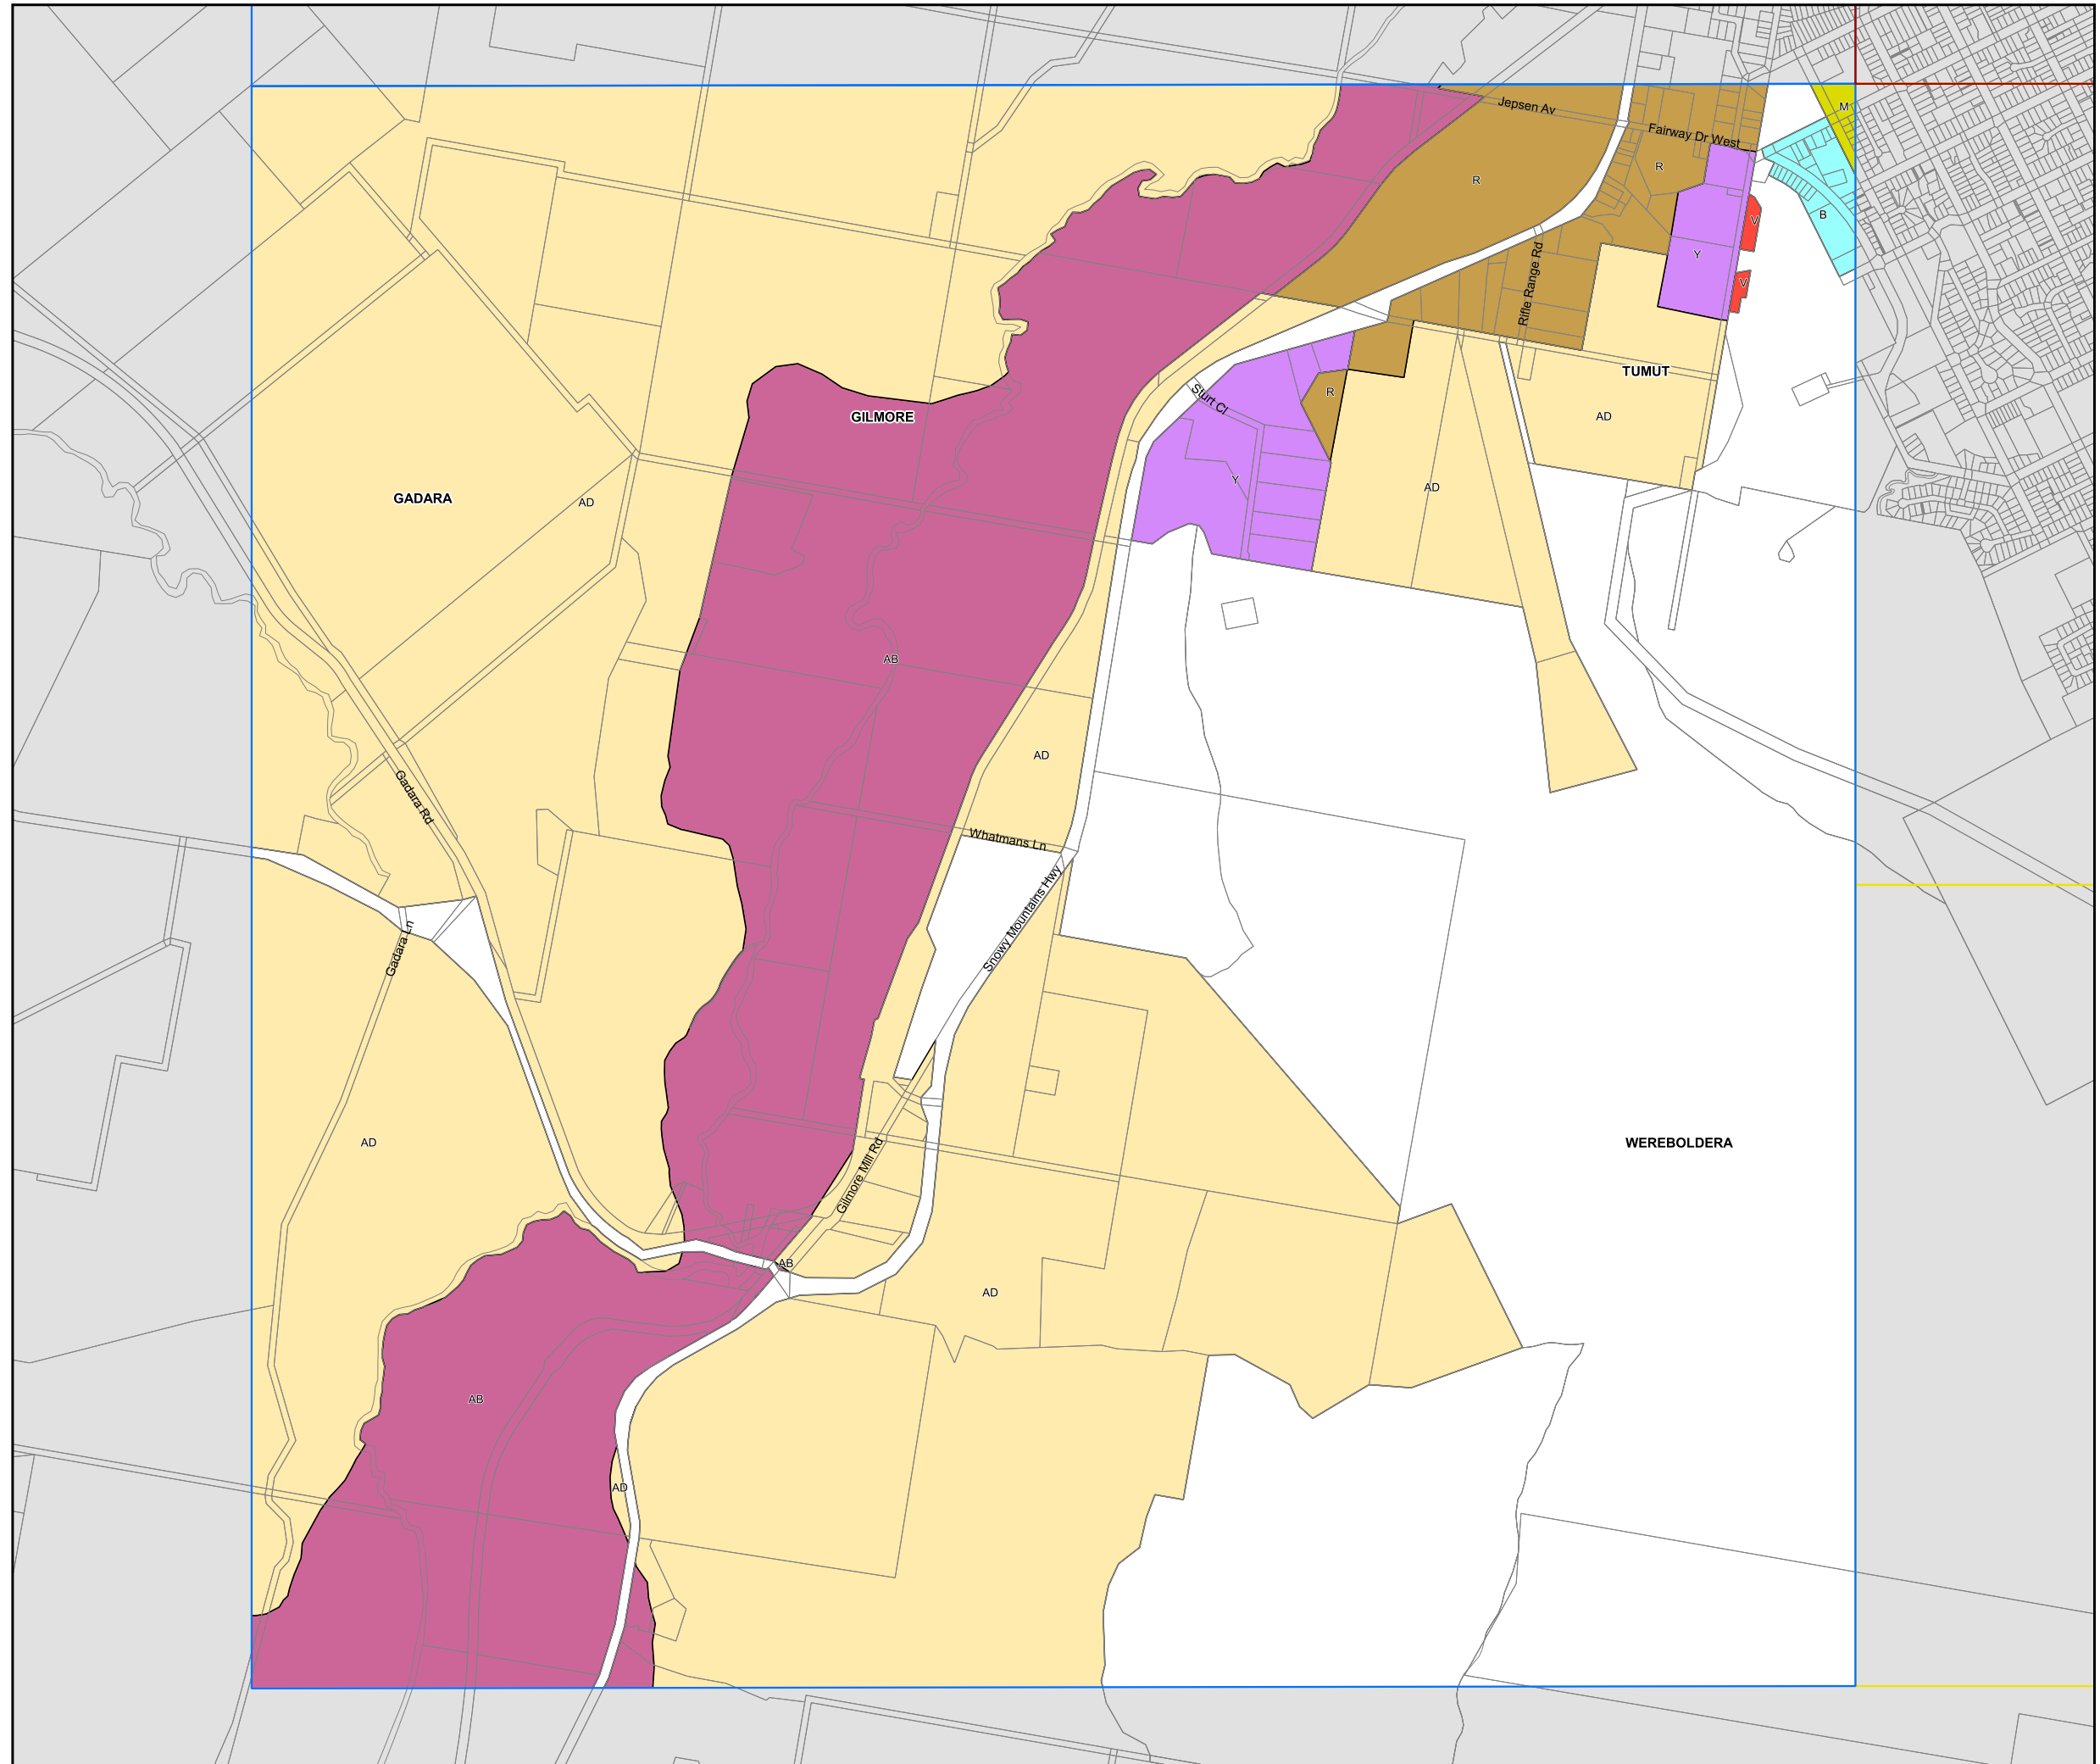 M
Jepsen Av
Fairway Dr West
R
R
B
V
Rifle Range Rd
Y
V
TUMUT
Sturt Cl
R
GILMORE
AD
Y
AD
GADARA
AD
AB
AD
Gadara Rd
Whatmans Ln
Snowy Mountains Hwy
Gadara Ln
AD
WEREBOLDERA
Gilmore Mill Rd
AB
AD
AB
AD